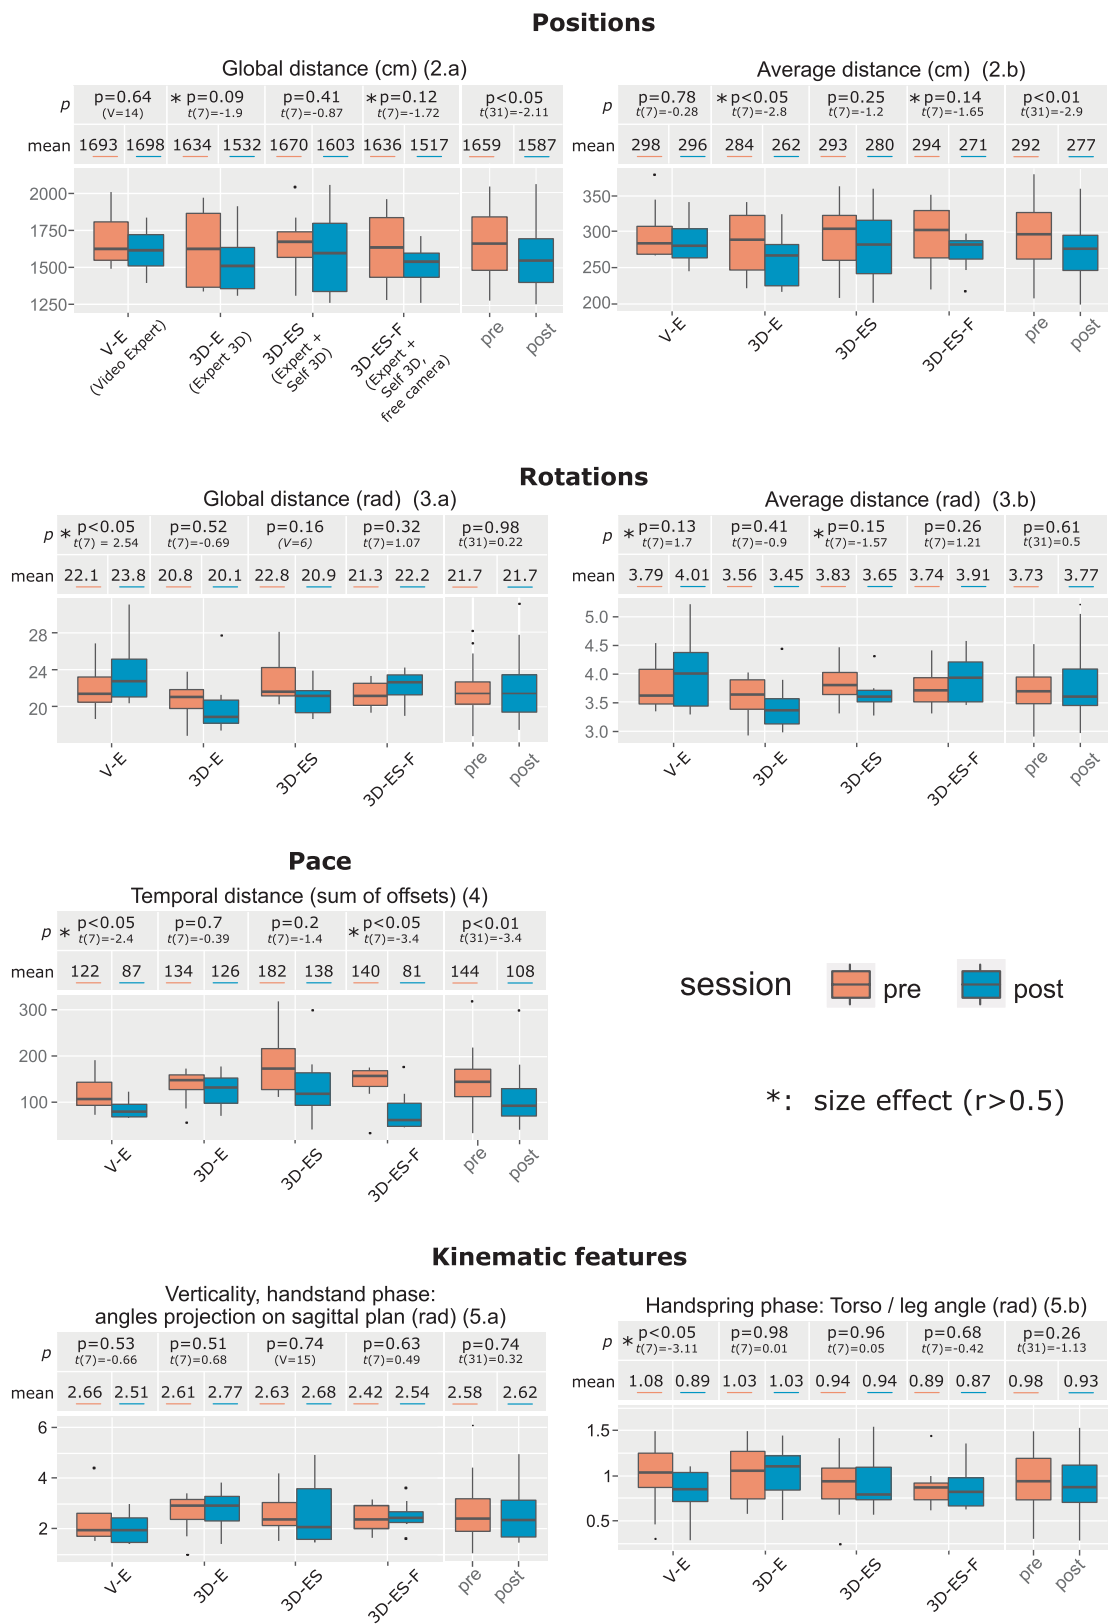 Positions
Global distance (cm) (2.a)
p p=0.64 * p=0.09 p=0.41 * p=0.12 p<0.05
(V=14) t(7)=-1.9 t(7)=-0.87 t(7)=-1.72 t(31)=-2.11
mean 1693 1698 1634 1532 1670 1603 1636 1517 1659 1587
2000
1750
1500
1250
V-E
(Video Expert)
3D-E
(Expert 3D)
3D-ES
(Expert +
Self 3D)
3D-ES-F
(Expert +
Self 3D,
free camera)
pre
post
Average distance (cm) (2.b)
p p=0.78 * p<0.05 p=0.25 * p=0.14 p<0.01
t(7)=-0.28 t(7)=-2.8 t(7)=-1.2 t(7)=-1.65 t(31)=-2.9
mean 298 296 284 262 293 280 294 271 292 277
350
300
250
200
V-E
3D-E
3D-ES
3D-ES-F
pre
post
Rotations
Global distance (rad) (3.a)
p * p<0.05 p=0.52 p=0.16 p=0.32 p=0.98
t(7) = 2.54 t(7)=-0.69 (V=6) t(7)=1.07 t(31)=0.22
mean 22.1 23.8 20.8 20.1 22.8 20.9 21.3 22.2 21.7 21.7
28
24
20
V-E
3D-E
3D-ES
3D-ES-F
pre
post
Average distance (rad) (3.b)
p * p=0.13 p=0.41 * p=0.15 p=0.26 p=0.61
t(7)=1.7 t(7)=-0.9 t(7)=-1.57 t(7)=1.21 t(31)=0.5
mean 3.79 4.01 3.56 3.45 3.83 3.65 3.74 3.91 3.73 3.77
5.0
4.5
4.0
3.5
3.0
V-E
3D-E
3D-ES
3D-ES-F
pre
post
Pace
Temporal distance (sum of offsets) (4)
p * p<0.05 p=0.7 p=0.2 * p<0.05 p<0.01
t(7)=-2.4 t(7)=-0.39 t(7)=-1.4 t(7)=-3.4 t(31)=-3.4
mean 122 87 134 126 182 138 140 81 144 108
300
200
100
V-E
3D-E
3D-ES
3D-ES-F
pre
post
session pre post
*: size effect (r>0.5)
Kinematic features
Verticality, handstand phase:
angles projection on sagittal plan (rad) (5.a)
p p=0.53 p=0.51 p=0.74 p=0.63 p=0.74
t(7)=-0.66 t(7)=0.68 (V=15) t(7)=0.49 t(31)=0.32
mean 2.66 2.51 2.61 2.77 2.63 2.68 2.42 2.54 2.58 2.62
6
4
2
V-E
3D-E
3D-ES
3D-ES-F
pre
post
Handspring phase: Torso / leg angle (rad) (5.b)
p * p<0.05 p=0.98 p=0.96 p=0.68 p=0.26
t(7)=-3.11 t(7)=0.01 t(7)=0.05 t(7)=-0.42 t(31)=-1.13
mean 1.08 0.89 1.03 1.03 0.94 0.94 0.89 0.87 0.98 0.93
1.5
1
0.5
V-E
3D-E
3D-ES
3D-ES-F
pre
post